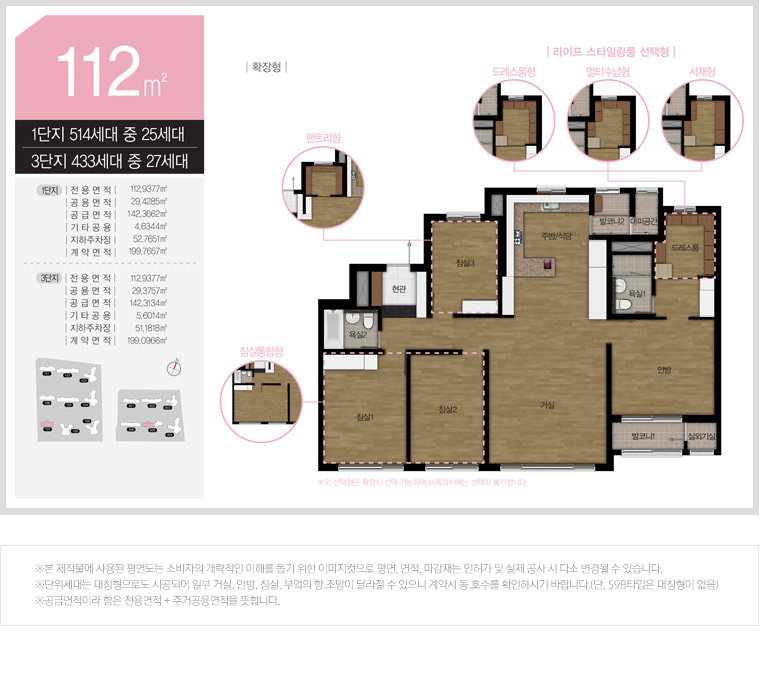 112m²
1단지 514세대 중 25세대
3단지 433세대 중 27세대
1단지 | 전 용 면 적 | 112.9377㎡
| 공 용 면 적 | 29.4285㎡
| 공 급 면 적 | 142.3662㎡
| 기 타 공 용 | 4.6344㎡
| 지하주차장 | 52.7651㎡
| 계 약 면 적 | 199.7657㎡
3단지 | 전 용 면 적 | 112.9377㎡
| 공 용 면 적 | 29.3757㎡
| 공 급 면 적 | 142.3134㎡
| 기 타 공 용 | 5.6014㎡
| 지하주차장 | 51.1818㎡
| 계 약 면 적 | 199.0966㎡
| 확장형 |
| 라이프 스타일링룸 선택형 |
드레스룸형
멀티수납형
서재형
팬트리형
침실통합형
주방/식당
발코니2
대피공간
드레스룸
침실3
현관
욕실1
욕실2
안방
침실1
침실2
거실
발코니1
실외기실
※위 선택형은 확장시 선택 가능하며 비확장시에는 선택이 불가합니다.
※본 제작물에 사용된 평면도는 소비자의 개략적인 이해를 돕기 위한 이미지컷으로 평면, 면적, 마감재는 인허가 및 실제 공사 시 다소 변경될 수 있습니다.
※단위세대는 대칭형으로도 시공되어 일부 거실, 안방, 침실, 부엌의 향,조망이 달라질 수 있으니 계약시 동,호수를 확인하시기 바랍니다.(단, 59B타입은 대칭형이 없음)
※공급면적이라 함은 전용면적 + 주거공용면적을 뜻합니다.